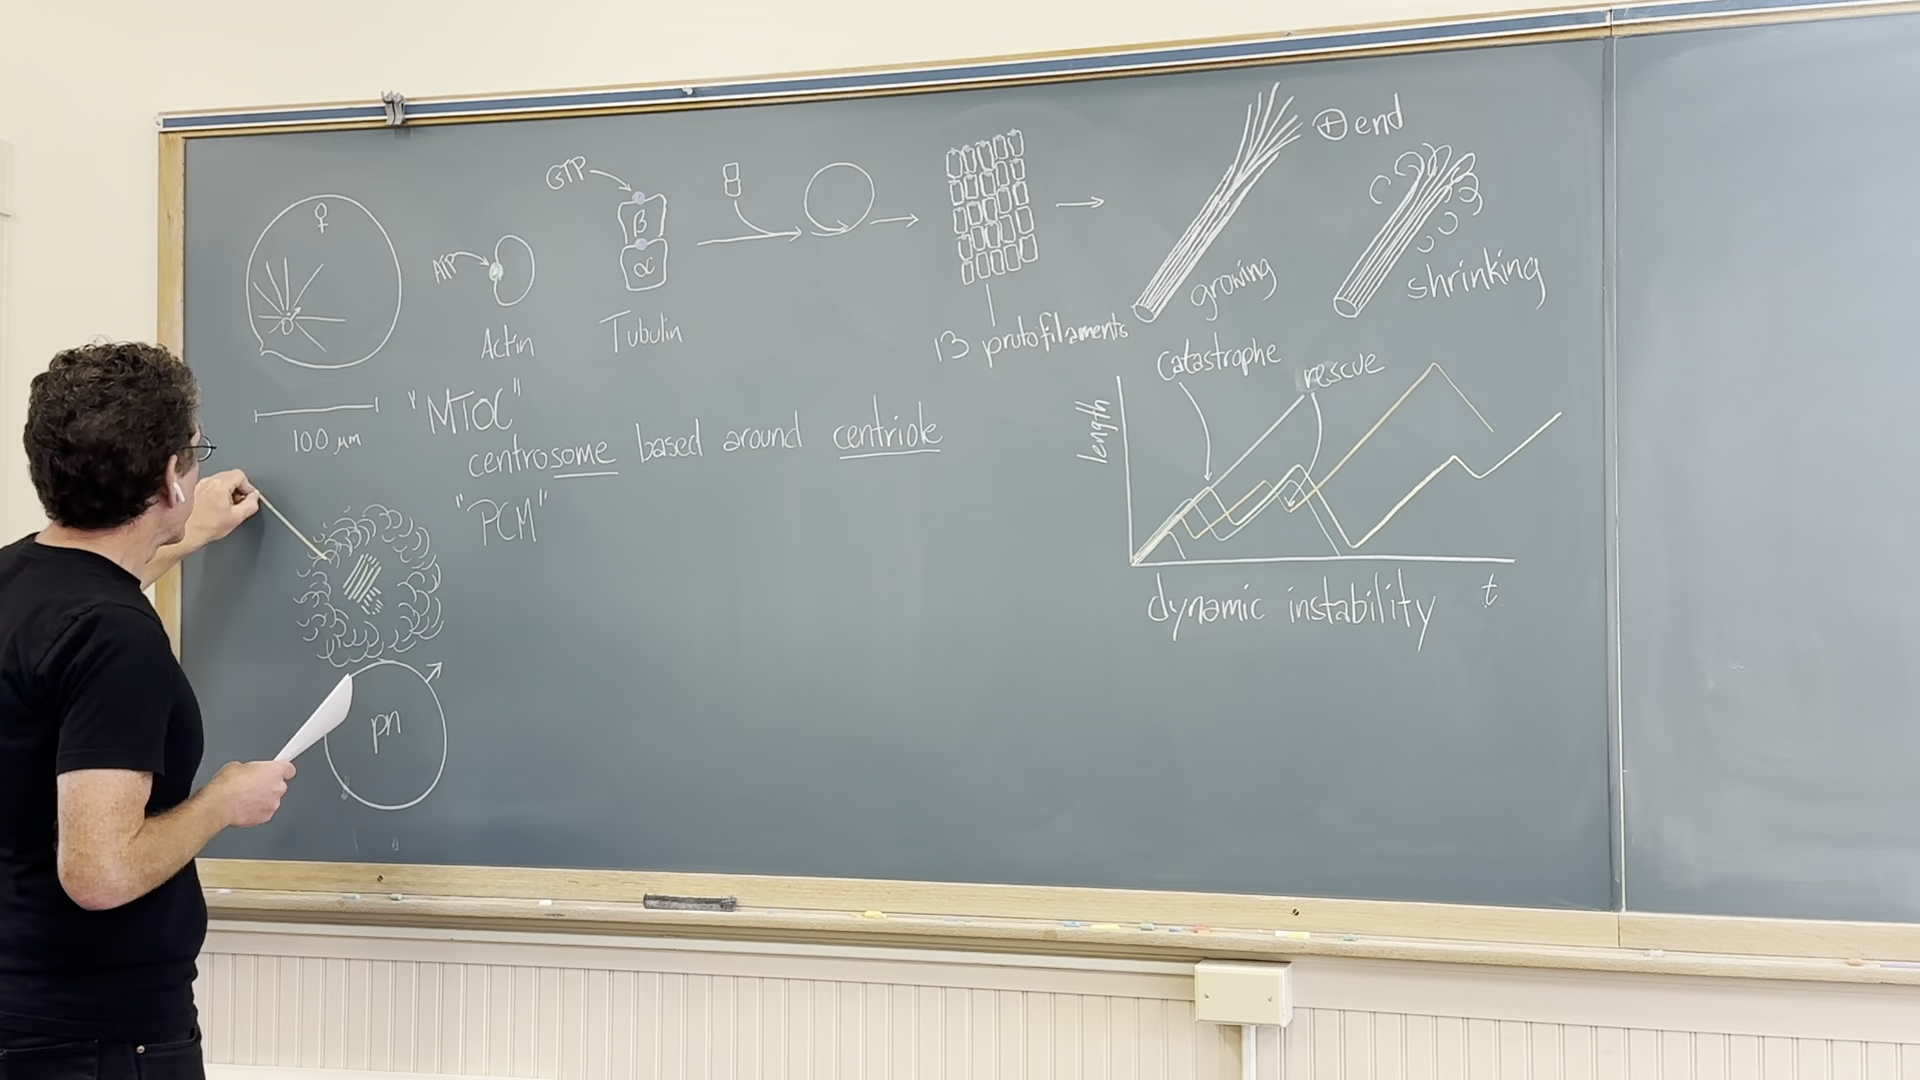 ♀
100 µm
ATP
Actin
GTP
β
α
Tubulin
13 protofilaments
⊕ end
growing
shrinking
"MTOC"
centrosome based around centriole
"PCM"
pn
catastrophe
rescue
length
t
dynamic instability